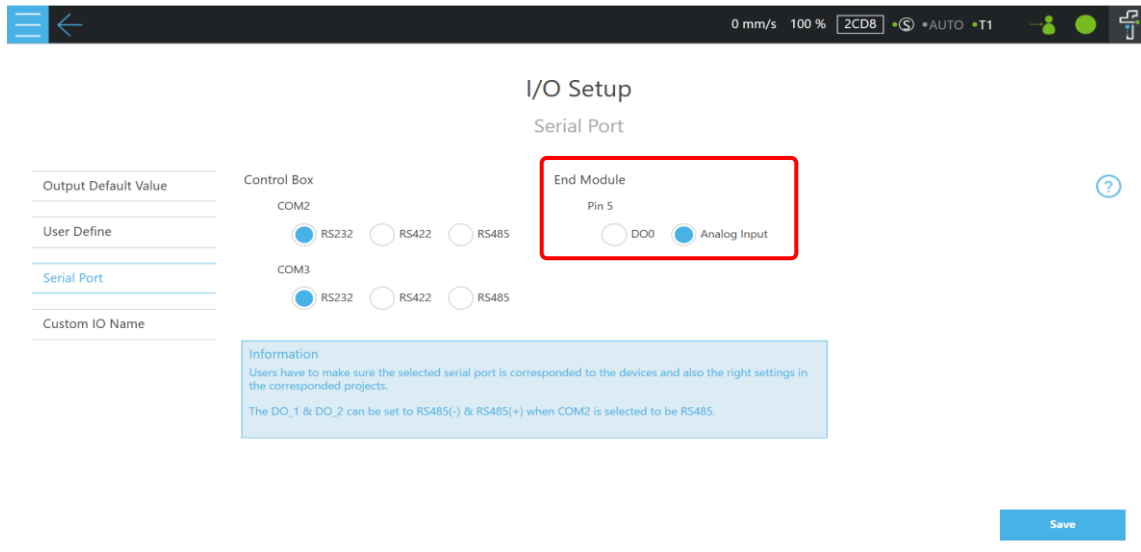 0 mm/s 100 % 2CD8 S AUTO T1
I/O Setup
Serial Port
Output Default Value
User Define
Serial Port
Custom IO Name
Control Box
COM2
RS232 RS422 RS485
COM3
RS232 RS422 RS485
End Module
Pin 5
DO0 Analog Input
?
Information
Users have to make sure the selected serial port is corresponded to the devices and also the right settings in
the corresponded projects.
The DO_1 & DO_2 can be set to RS485(-) & RS485(+) when COM2 is selected to be RS485.
Save